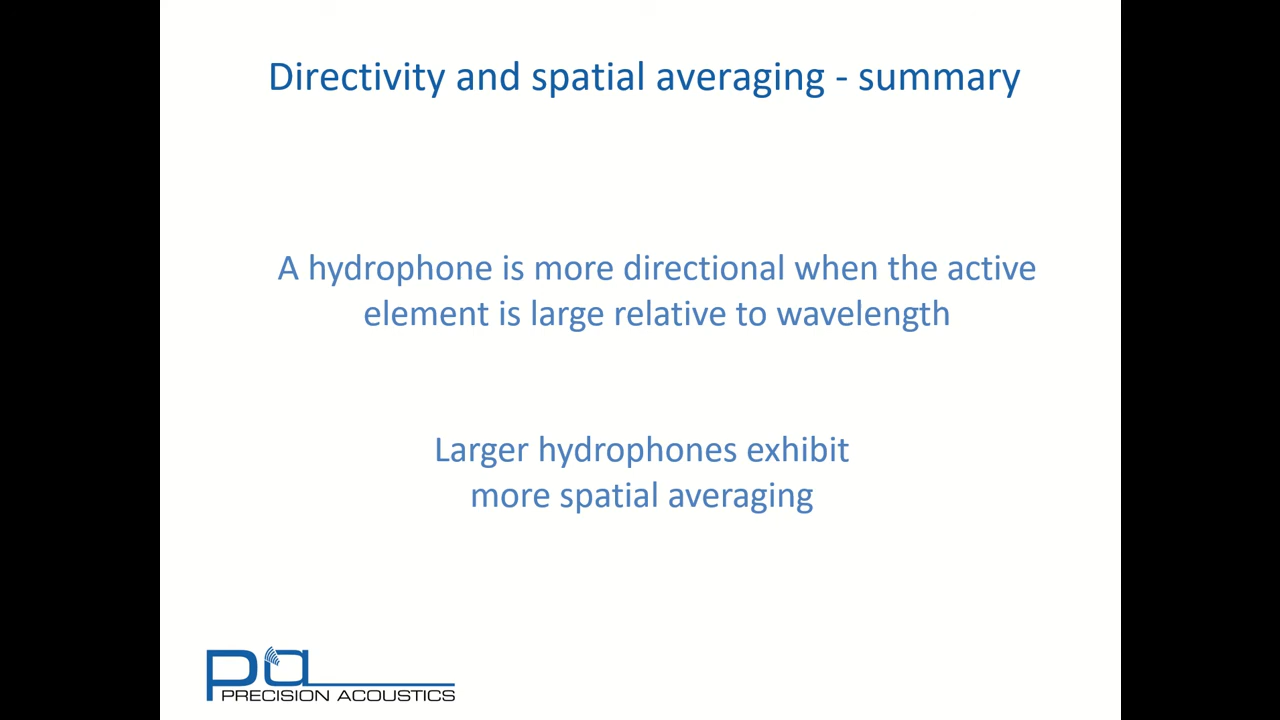 Directivity and spatial averaging - summary
A hydrophone is more directional when the active
element is large relative to wavelength
Larger hydrophones exhibit
more spatial averaging
pa
PRECISION ACOUSTICS